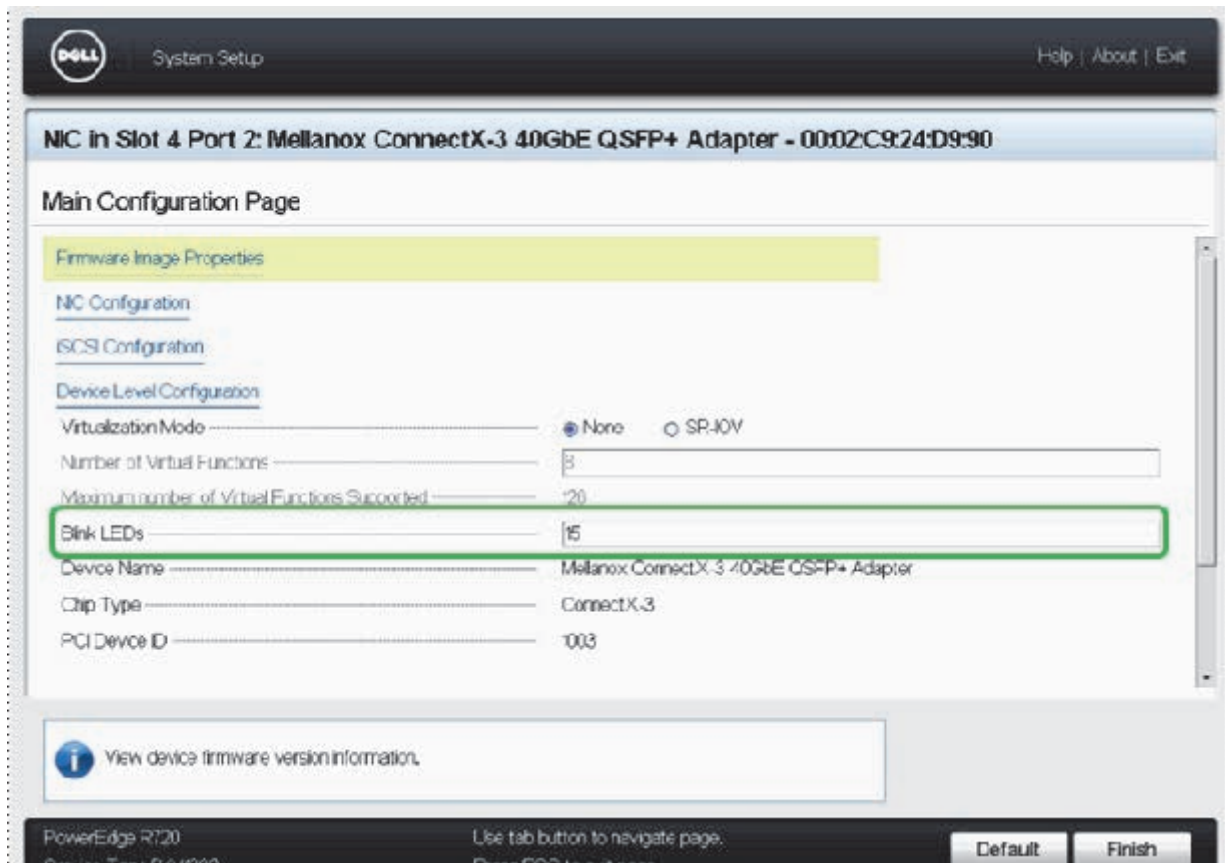 DELL System Setup Help | About | Exit
NIC in Slot 4 Port 2: Mellanox ConnectX-3 40GbE QSFP+ Adapter - 00:02:C9:24:D9:90
Main Configuration Page
Firmware Image Properties
NIC Configuration
iSCSI Configuration
Device Level Configuration
Virtualization Mode None SR-IOV
Number of Virtual Functions 8
Maximum number of Virtual Functions Supported 126
Blink LEDs 15
Device Name Mellanox ConnectX-3 40GbE QSFP+ Adapter
Chip Type ConnectX-3
PCI Device ID 1003
View device firmware version information.
PowerEdge R720 Use tab button to navigate page. Default Finish